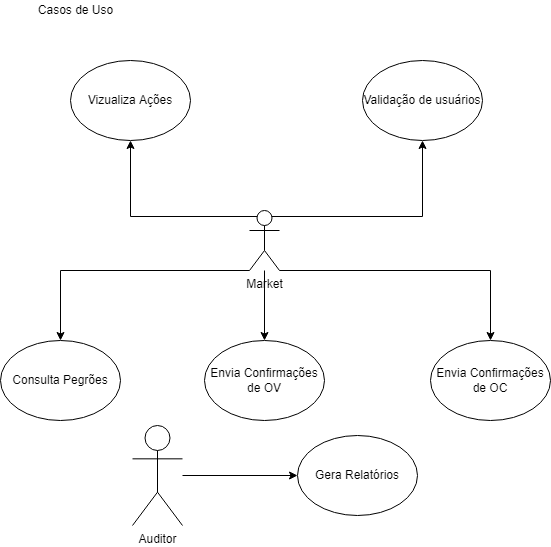 Casos de Uso
Vizualiza Ações
Validação de usuários
Market
Consulta Pegrões
Envia Confirmações
de OV
Envia Confirmações
de OC
Gera Relatórios
Auditor